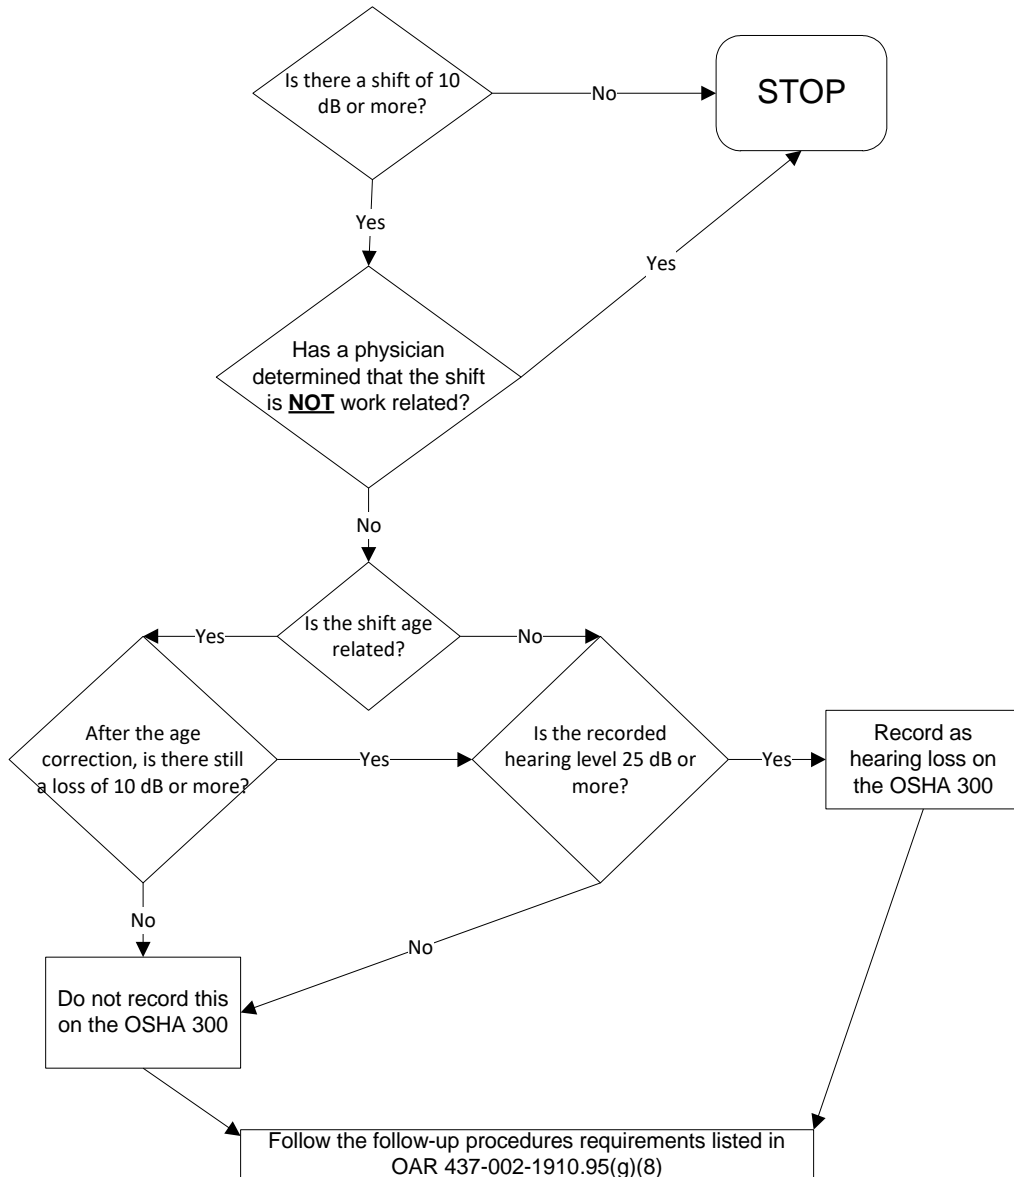 Is there a shift of 10
dB or more?
No
STOP
Yes
Yes
Has a physician
determined that the shift
is NOT work related?
No
Is the shift age
related?
Yes
No
After the age
correction, is there still
a loss of 10 dB or more?
Yes
Is the recorded
hearing level 25 dB or
more?
Yes
Record as
hearing loss on
the OSHA 300
No
No
Do not record this
on the OSHA 300
Follow the follow-up procedures requirements listed in
OAR 437-002-1910.95(g)(8)